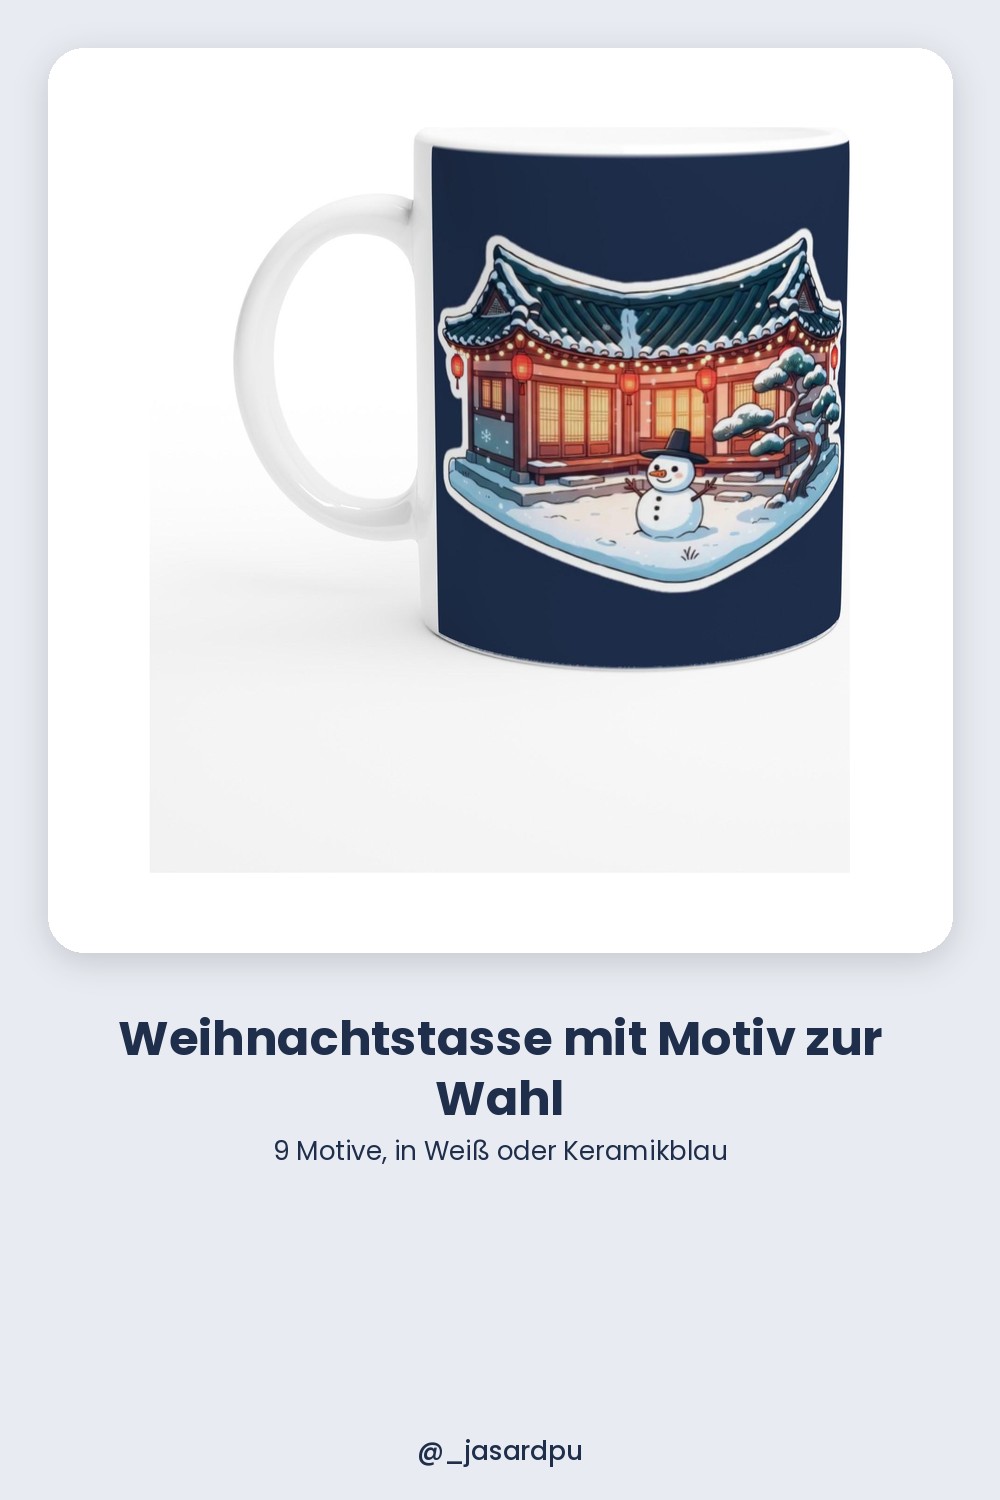 Weihnachtstasse mit Motiv zur
Wahl
9 Motive, in Weiß oder Keramikblau
@_jasardpu